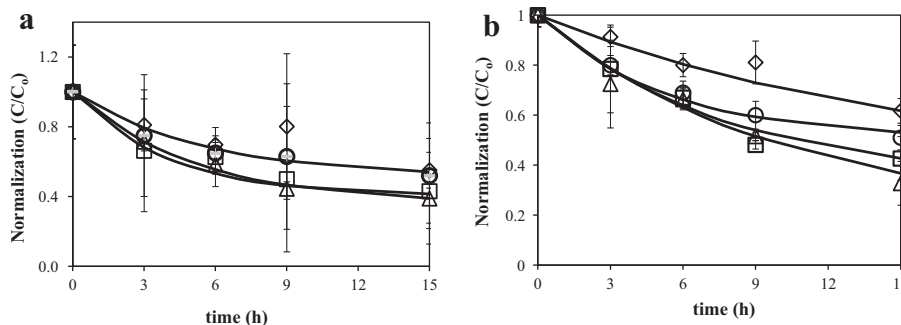 a
Normalization (C/C₀)
1.2
0.8
0.4
0.0
0 3 6 9 12 15
time (h)
b
Normalization ((C/C₀)
1
0.8
0.6
0.4
0.2
0
0 3 6 9 12 1
time (h)